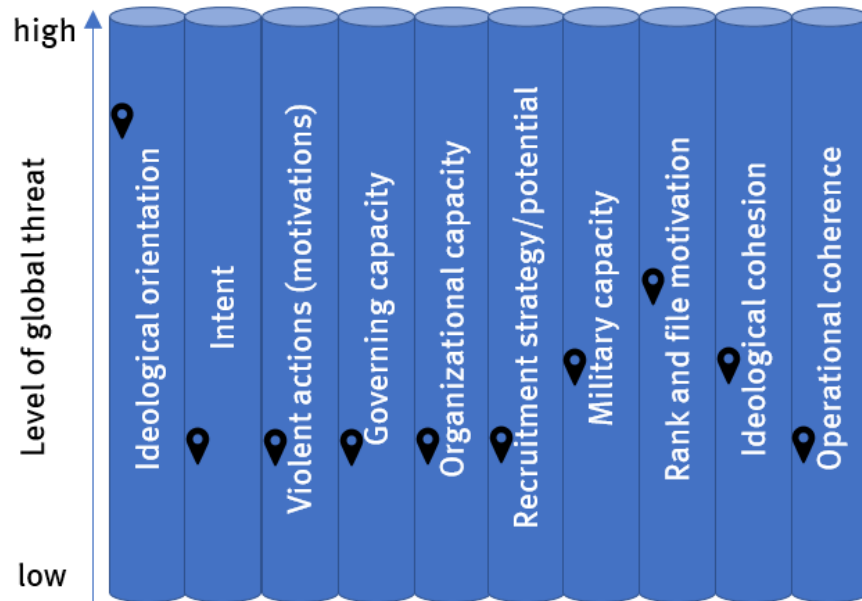 high
Level of global threat
low
Ideological orientation
Intent
Violent actions (motivations)
Governing capacity
Organizational capacity
Recruitment strategy/potential
Military capacity
Rank and file motivation
Ideological cohesion
Operational coherence